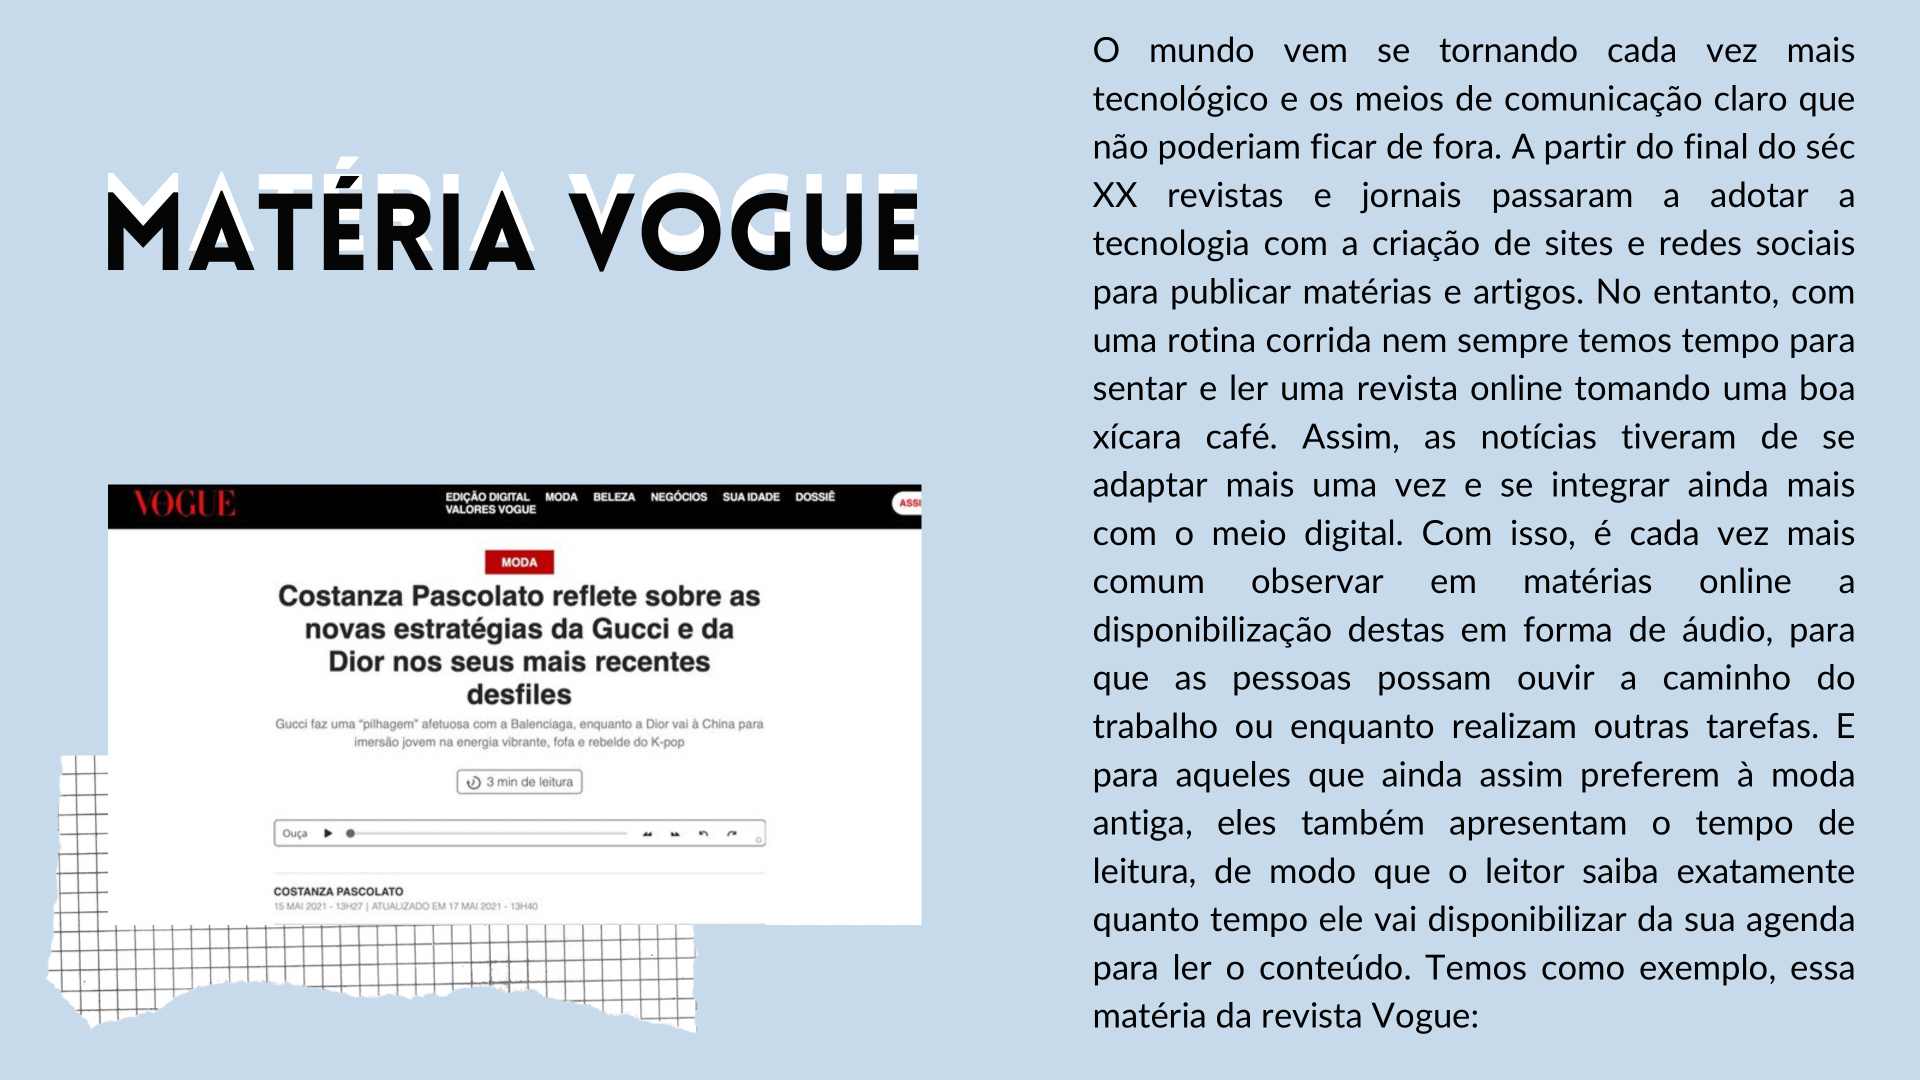 MATÉRIA VOGUE
VOGUE
EDIÇÃO DIGITAL MODA BELEZA NEGÓCIOS SUA IDADE DOSSIÊ
VALORES VOGUE
ASSI
MODA
Costanza Pascolato reflete sobre as
novas estratégias da Gucci e da
Dior nos seus mais recentes
desfiles
Gucci faz uma “pilhagem” afetuosa com a Balenciaga, enquanto a Dior vai à China para
imersão jovem na energia vibrante, fofa e rebelde do K-pop
3 min de leitura
Ouça
COSTANZA PASCOLATO
15 MAI 2021 - 13H27 | ATUALIZADO EM 17 MAI 2021 - 13H40
O mundo vem se tornando cada vez mais
tecnológico e os meios de comunicação claro que
não poderiam ficar de fora. A partir do final do séc
XX revistas e jornais passaram a adotar a
tecnologia com a criação de sites e redes sociais
para publicar matérias e artigos. No entanto, com
uma rotina corrida nem sempre temos tempo para
sentar e ler uma revista online tomando uma boa
xícara café. Assim, as notícias tiveram de se
adaptar mais uma vez e se integrar ainda mais
com o meio digital. Com isso, é cada vez mais
comum observar em matérias online a
disponibilização destas em forma de áudio, para
que as pessoas possam ouvir a caminho do
trabalho ou enquanto realizam outras tarefas. E
para aqueles que ainda assim preferem à moda
antiga, eles também apresentam o tempo de
leitura, de modo que o leitor saiba exatamente
quanto tempo ele vai disponibilizar da sua agenda
para ler o conteúdo. Temos como exemplo, essa
matéria da revista Vogue: